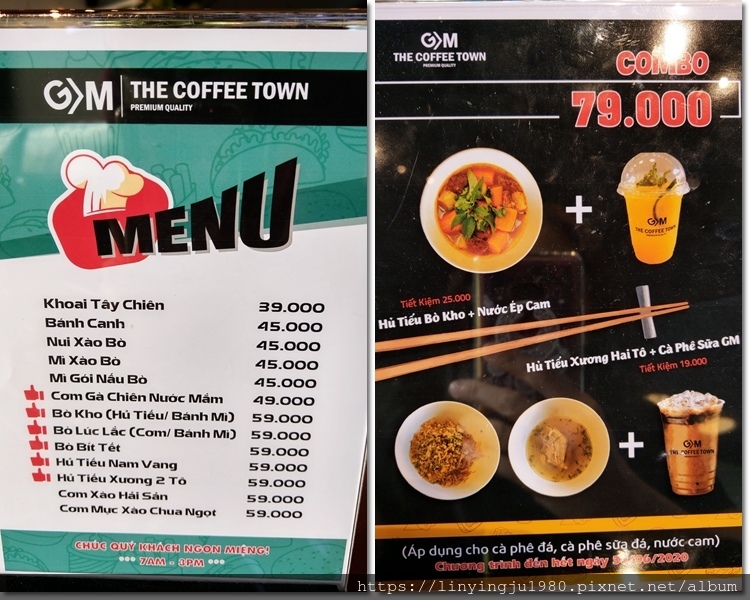 G M THE COFFEE TOWN
PREMIUM QUALITY
MENU
Khoai Tây Chiên 39.000
Bánh Canh 45.000
Nui Xào Bò 45.000
Mì Xào Bò 45.000
Mì Gói Nấu Bò 45.000
Cơm Gà Chiên Nước Mắm 49.000
Bò Kho (Hủ Tiếu/ Bánh Mì) 59.000
Bò Lúc Lắc (Cơm/ Bánh Mì) 59.000
Bò Bít Tết 59.000
Hủ Tiếu Nam Vang 59.000
Hủ Tiếu Xương 2 Tô 59.000
Cơm Xào Hải Sản 59.000
Cơm Mực Xào Chua Ngọt 59.000
CHÚC QUÝ KHÁCH NGON MIỆNG!
*** 7AM - 3PM ***
G M
THE COFFEE TOWN
PREMIUM QUALITY
COMBO
79.000
+
G M
THE COFFEE TOWN
Tiết Kiệm 25.000
Hủ Tiếu Bò Kho + Nước Ép Cam
Hủ Tiếu Xương Hai Tô + Cà Phê Sữa GM
Tiết Kiệm 19.000
+
G M
THE COFFEE TOWN
(Áp dụng cho cà phê đá, cà phê sữa đá, nước cam)
Chương trình đến hết ngày /06/2020
https://linyingju1980.pixnet.net/album